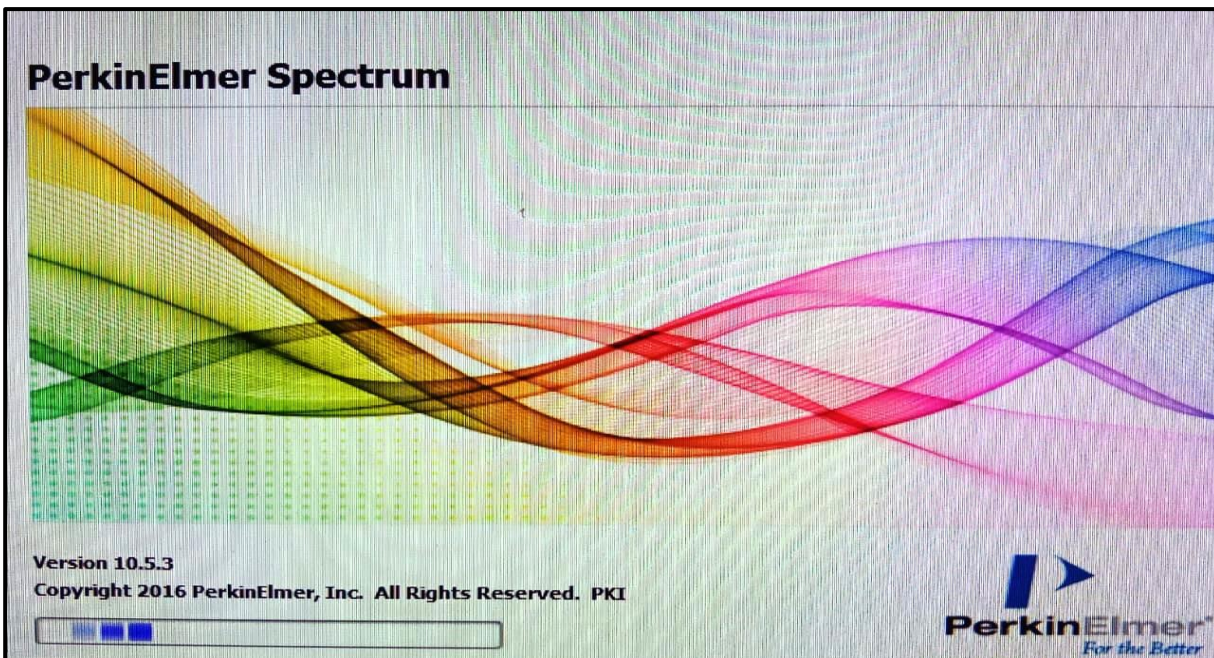 PerkinElmer Spectrum
Version 10.5.3
Copyright 2016 PerkinElmer, Inc. All Rights Reserved. PKI
PerkinElmer®
For the Better